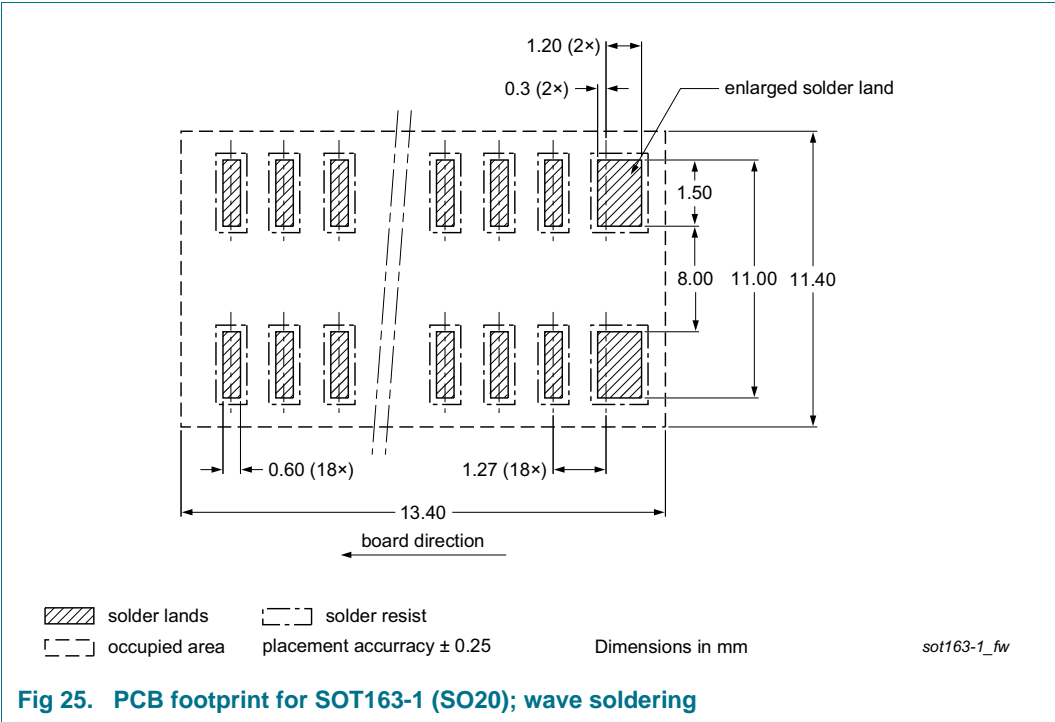 1.20 (2×)
0.3 (2×)
enlarged solder land
1.50
8.00
11.00
11.40
0.60 (18×)
1.27 (18×)
13.40
board direction
solder lands
solder resist
occupied area
placement accurracy ± 0.25
Dimensions in mm
sot163-1_fw
Fig 25. PCB footprint for SOT163-1 (SO20); wave soldering